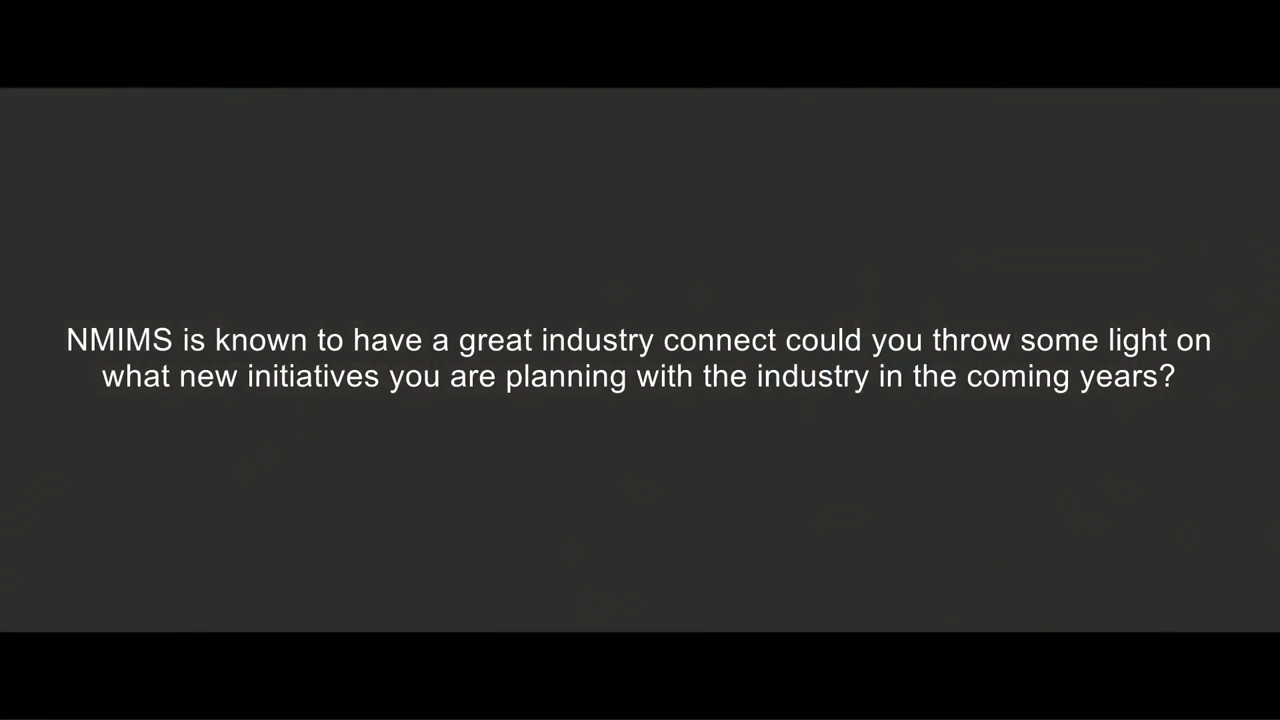 NMIMS is known to have a great industry connect could you throw some light on
what new initiatives you are planning with the industry in the coming years?